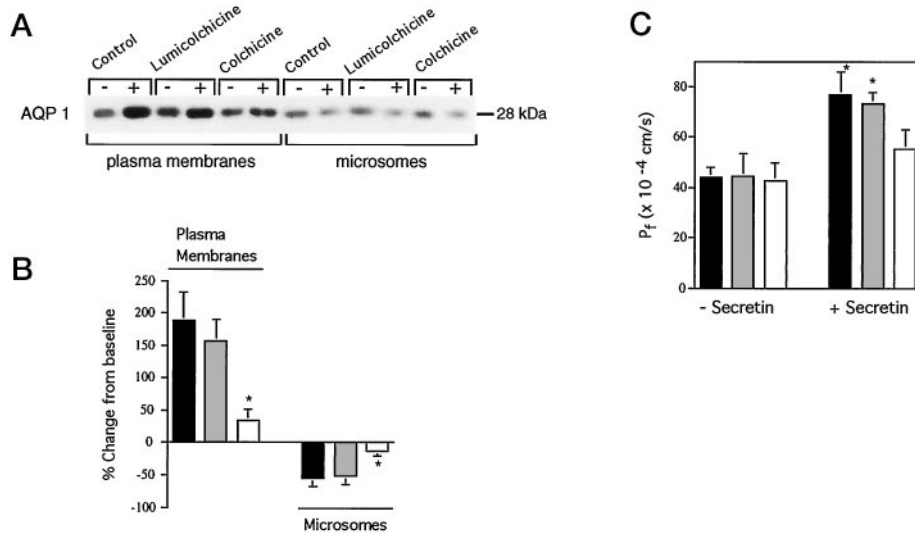 A
Control
Lumicolchicine
Colchicine
Control
Lumicolchicine
Colchicine
- + - + - + - + - + - +
AQP 1
28 kDa
plasma membranes
microsomes
B
Plasma
Membranes
% Change from baseline
250
200
150
100
50
0
-50
-100
*
*
Microsomes
C
Pf (x 10 -4 cm/s)
80
60
40
20
0
*
*
- Secretin
+ Secretin